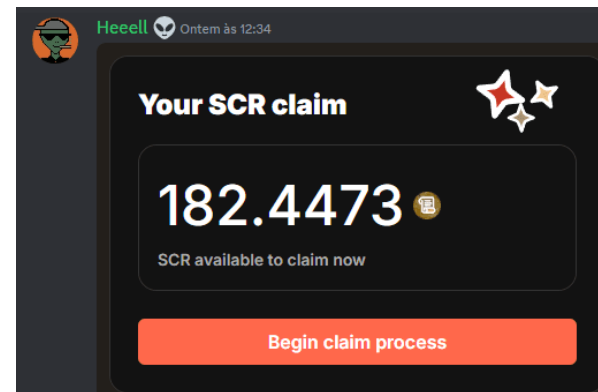 Heeell 👽 Ontem às 12:34
Your SCR claim
182.4473
SCR available to claim now
Begin claim process